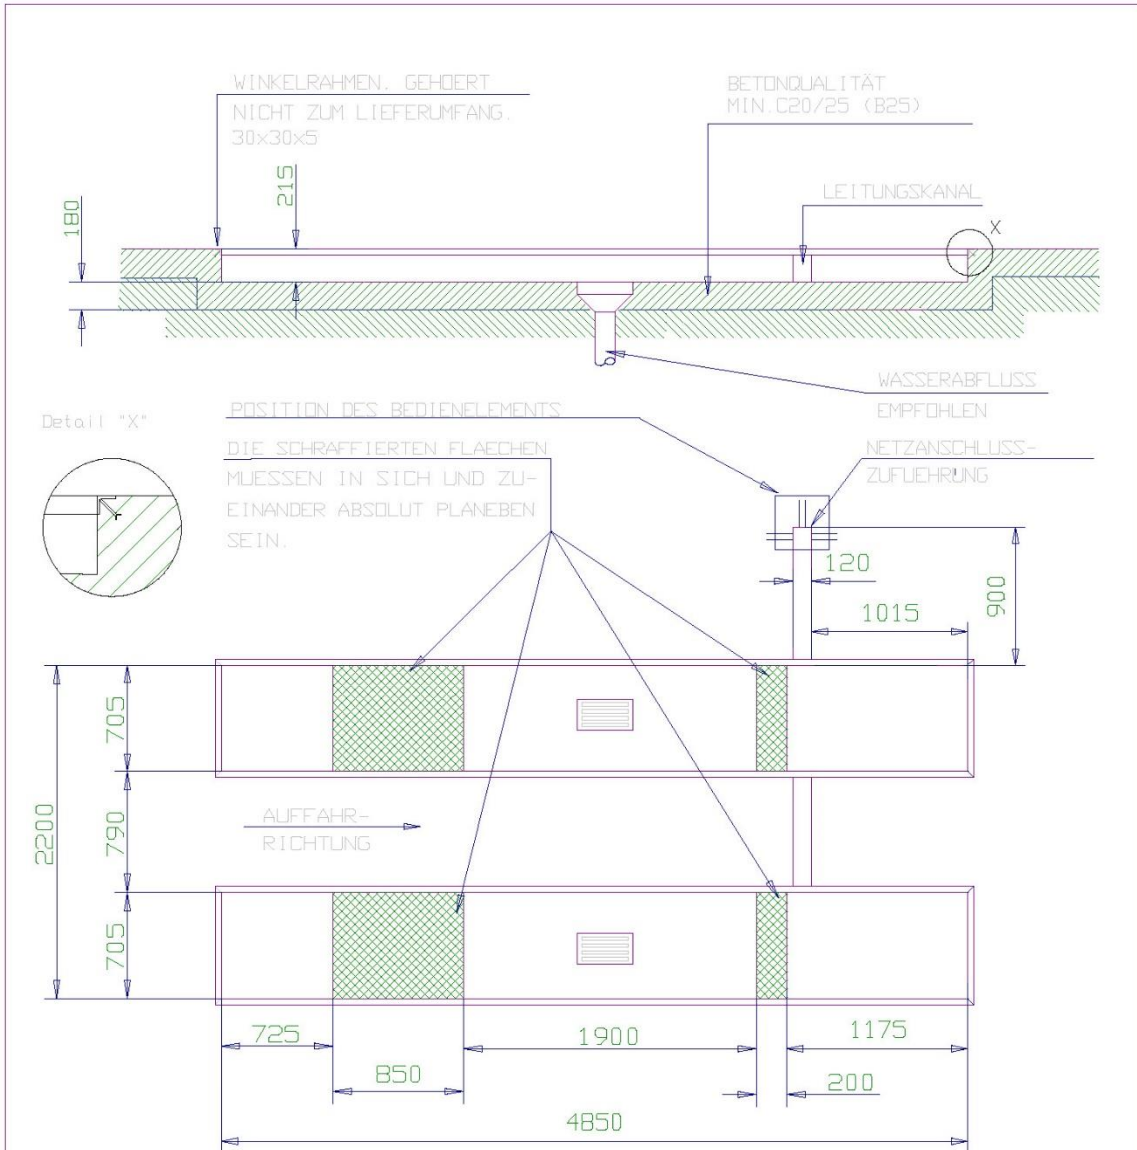 WINKELRAHMEN. GEHOERT
NICHT ZUM LIEFERUMFANG.
30x30x5
BETONQUALITÄT
MIN.C20/25 (B25)
LEITUNGSKANAL
215
180
X
WASSERABFLUSS
EMPFOHLEN
Detail "X"
POSITION DES BEDIENELEMENTS
DIE SCHRAFFIERTEN FLAECHEN
MUESSEN IN SICH UND ZU-
EINANDER ABSOLUT PLANEBEN
SEIN.
NETZANSCHLUSS-
ZUFUEHRUNG
120
900
1015
705
790
2200
705
AUFFAHR-
RICHTUNG
725
1900
1175
850
200
4850